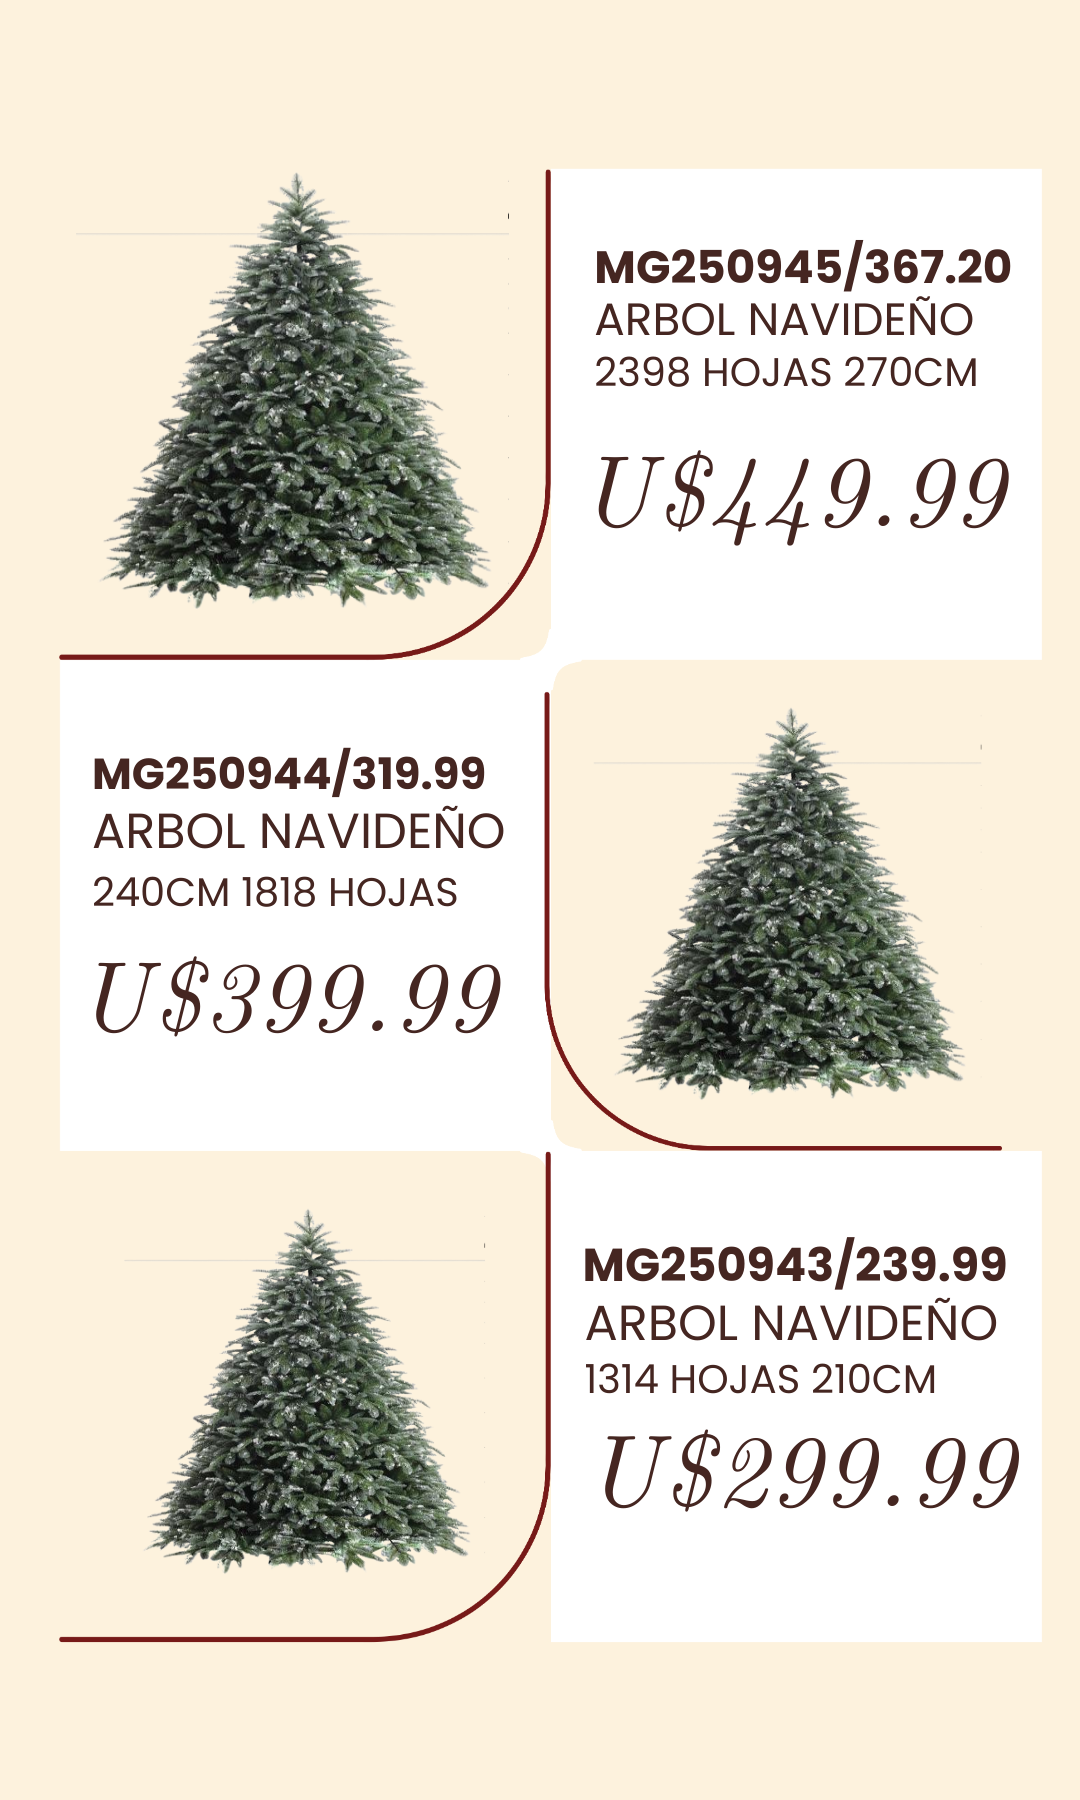 MG250945/367.20
ARBOL NAVIDEÑO
2398 HOJAS 270CM
U$449.99
MG250944/319.99
ARBOL NAVIDEÑO
240CM 1818 HOJAS
U$399.99
MG250943/239.99
ARBOL NAVIDEÑO
1314 HOJAS 210CM
U$299.99